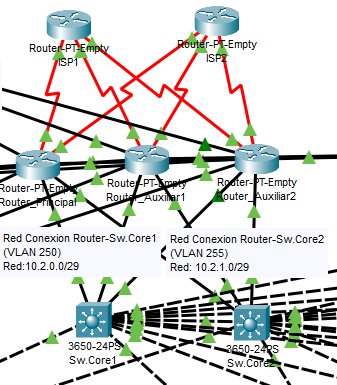 Router-PT-Empty
ISP1
Router-PT-Empty
ISP2
Router-PT-Empty
Router_Principal
Router-PT-Empty
Router_Auxiliar1
Router-PT-Empty
Router_Auxiliar2
Red Conexion Router-Sw.Core1
(VLAN 250)
Red:10.2.0.0/29
Red Conexion Router-Sw.Core2
(VLAN 255)
Red:10.2.1.0/29
3650-24PS
Sw.Core1
3650-24PS
Sw.Core2